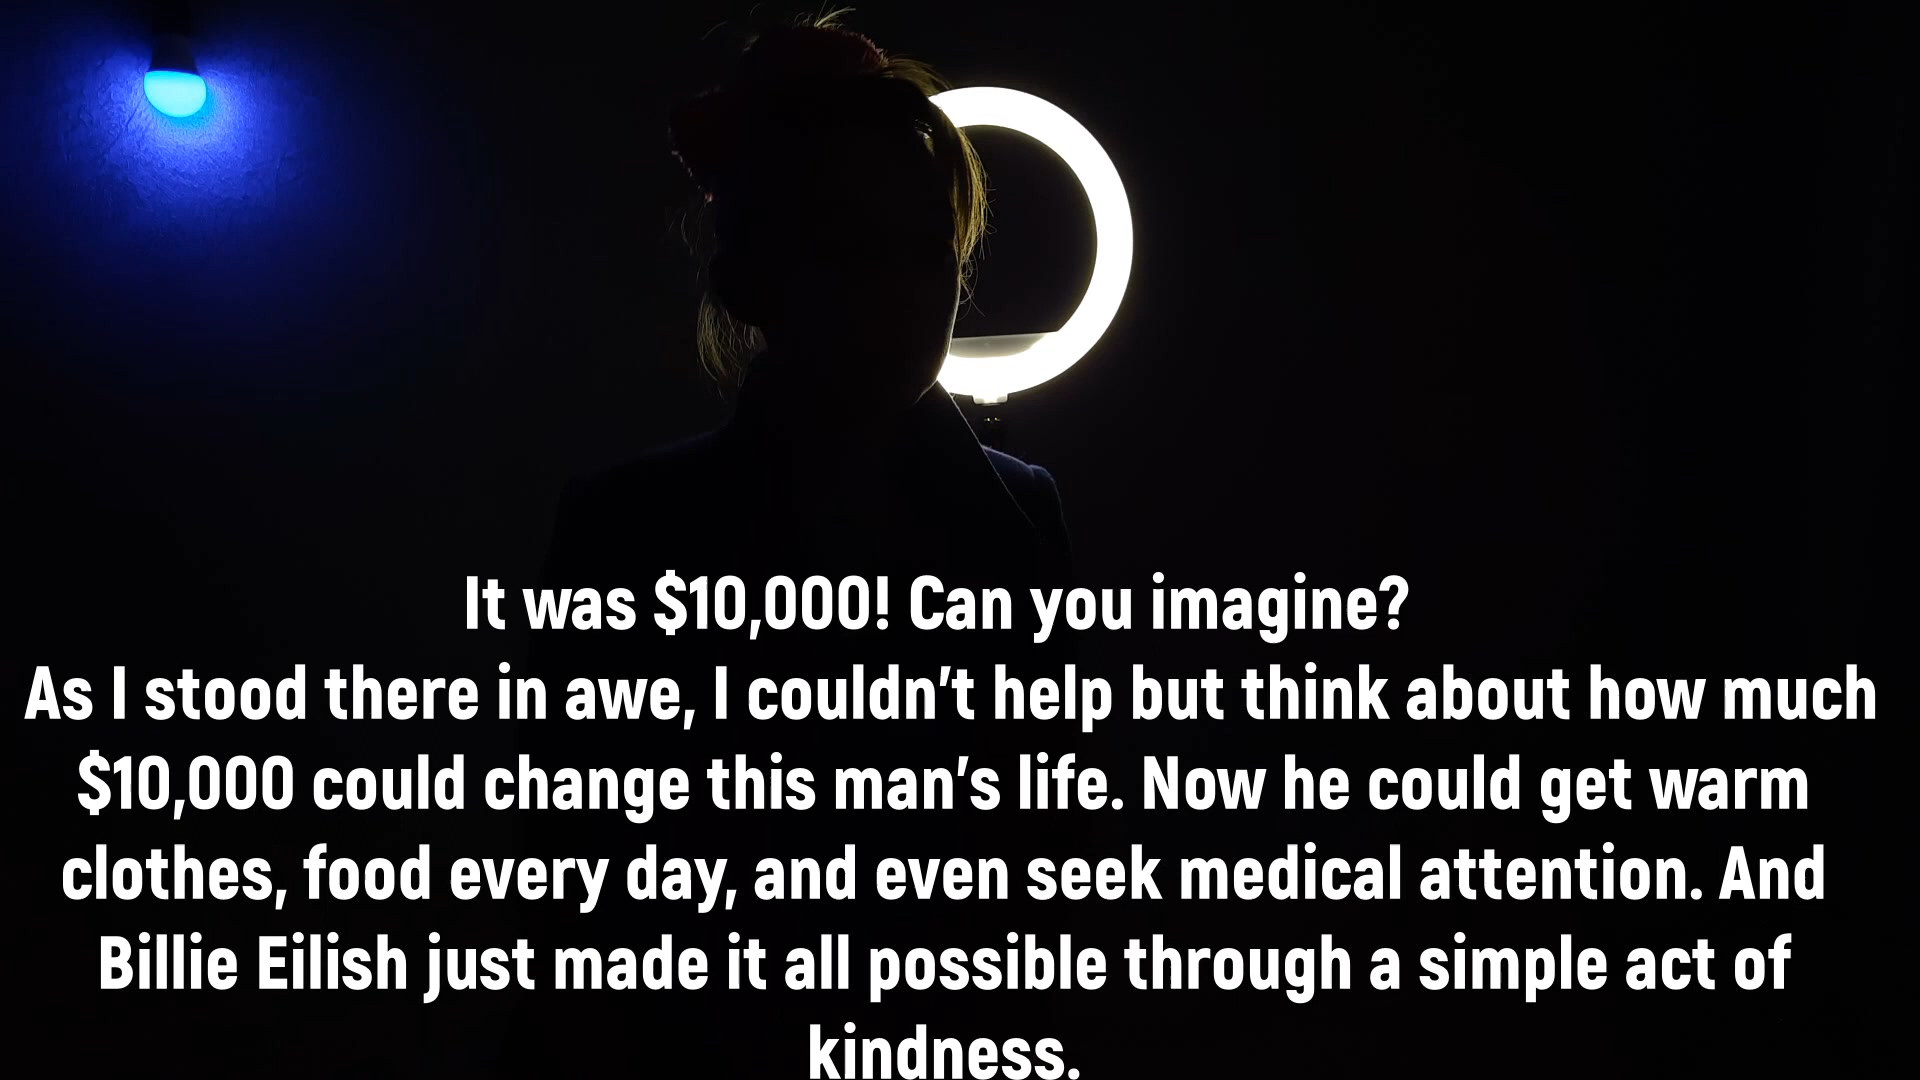 It was $10,000! Can you imagine?
As I stood there in awe, I couldn't help but think about how much
$10,000 could change this man's life. Now he could get warm
clothes, food every day, and even seek medical attention. And
Billie Eilish just made it all possible through a simple act of
kindness.